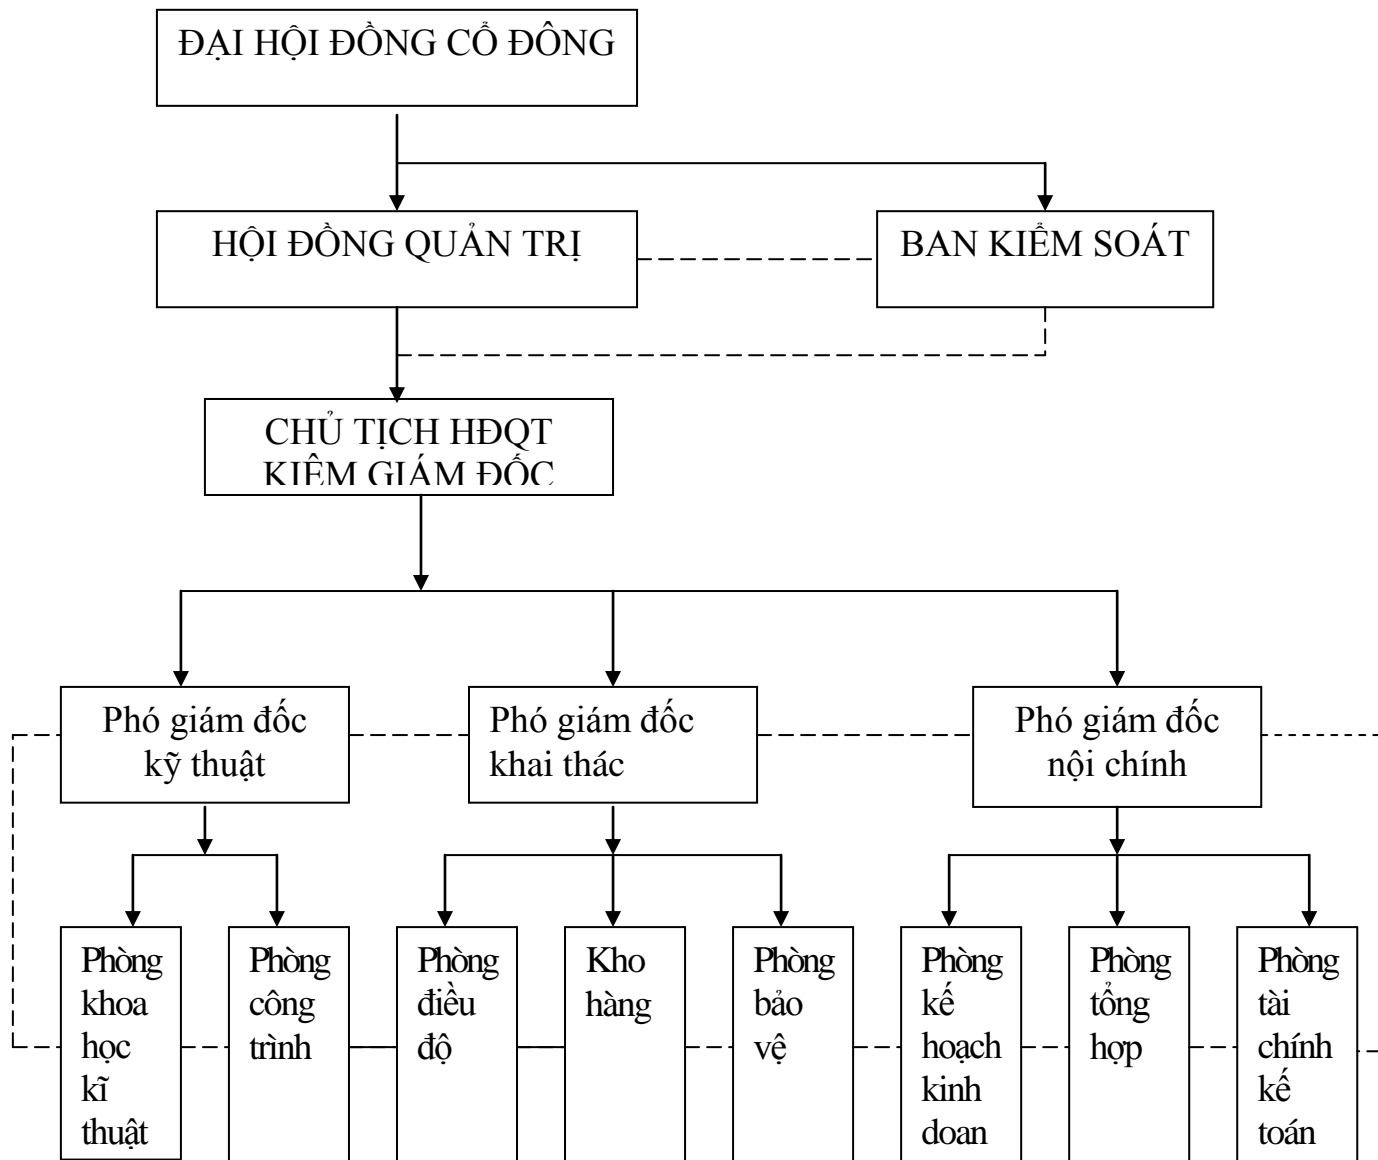 ĐẠI HỘI ĐỒNG CỔ ĐÔNG
HỘI ĐỒNG QUẢN TRỊ
BAN KIỂM SOÁT
CHỦ TỊCH HĐQT
KIÊM GIÁM ĐỐC
Phó giám đốc
kỹ thuật
Phó giám đốc
khai thác
Phó giám đốc
nội chính
Phòng
khoa
học
kĩ
thuật
Phòng
công
trình
Phòng
điều
độ
Kho
hàng
Phòng
bảo
vệ
Phòng
kế
hoạch
kinh
doan
Phòng
tổng
hợp
Phòng
tài
chính
kế
toán